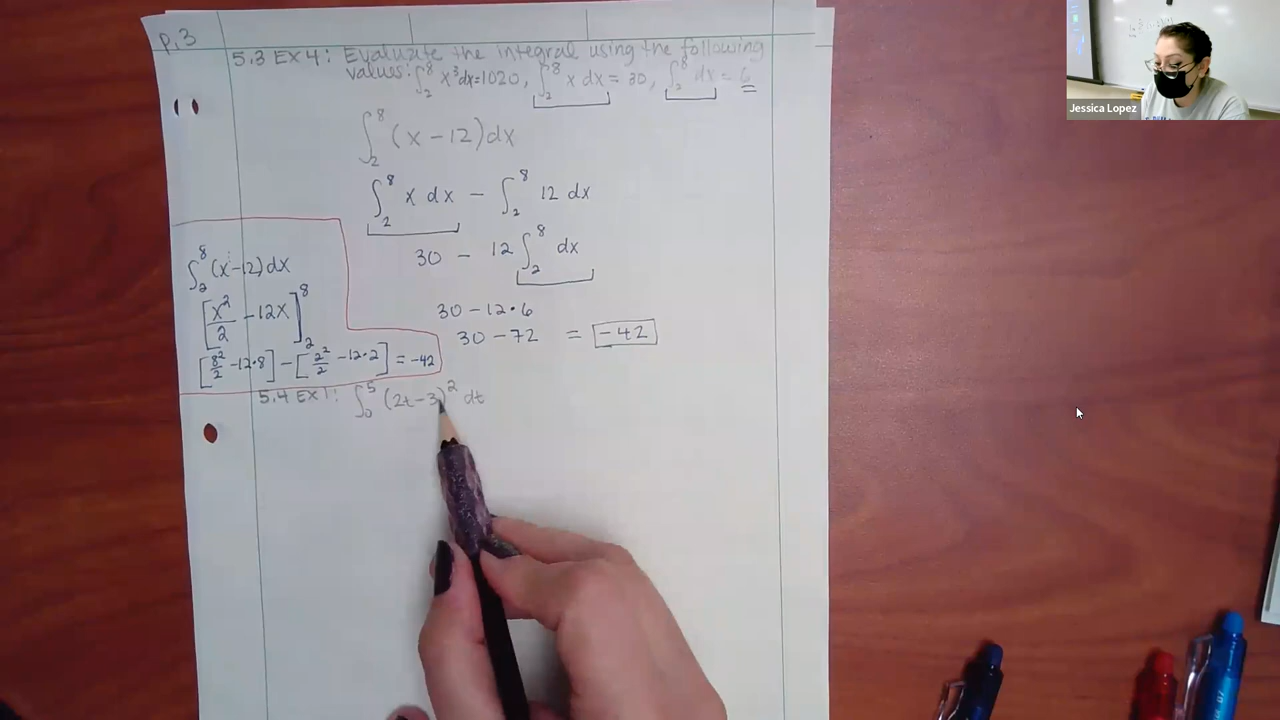 p.3
5.3 EX 4: Evaluate the integral using the following
values: ∫₂⁸ x³dx=1020, ∫₂⁸ x dx = 30, ∫₂⁸ dx = 6
∫₂⁸ (x-12)dx
∫₂⁸ x dx - ∫₂⁸ 12 dx
30 - 12 ∫₂⁸ dx
30 - 12•6
30 - 72 = -42
∫₂⁸ (x-12)dx
[x²/2 - 12x]₂⁸
[8²/2 - 12•8] - [2²/2 - 12•2] = -42
5.4 EX 1: ∫₀⁵ (2t-3)² dt
Jessica Lopez